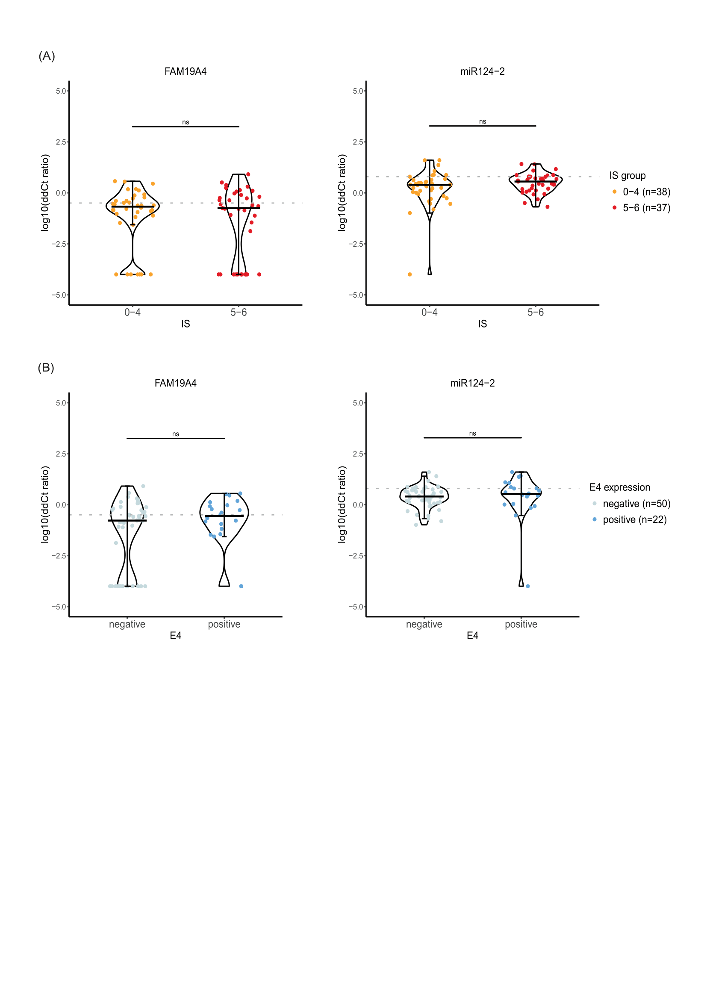 (A)
FAM19A4
miR124−2
5.0
2.5
0.0
−2.5
−5.0
log10(ddCt ratio)
ns
0−4
5−6
IS
5.0
2.5
0.0
−2.5
−5.0
log10(ddCt ratio)
ns
0−4
5−6
IS
IS group
0−4 (n=38)
5−6 (n=37)
(B)
FAM19A4
miR124−2
5.0
2.5
0.0
−2.5
−5.0
log10(ddCt ratio)
ns
negative
positive
E4
5.0
2.5
0.0
−2.5
−5.0
log10(ddCt ratio)
ns
negative
positive
E4
E4 expression
negative (n=50)
positive (n=22)